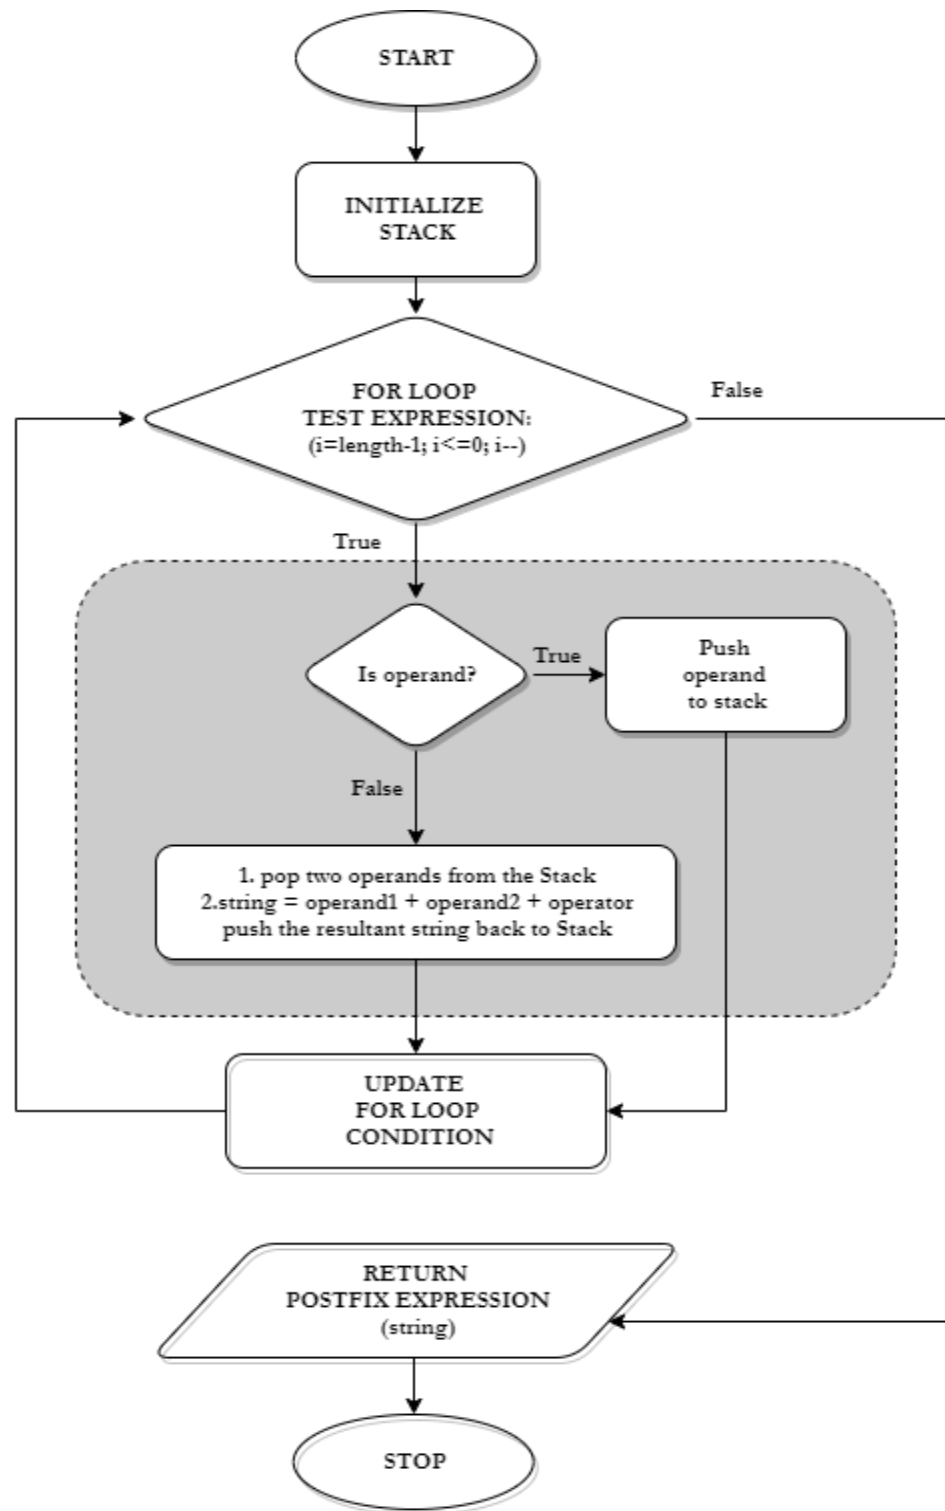 START
INITIALIZE
STACK
FOR LOOP
TEST EXPRESSION:
(i=length-1; i<=0; i--)
False
True
Is operand?
True
Push
operand
to stack
False
1. pop two operands from the Stack
2.string = operand1 + operand2 + operator
push the resultant string back to Stack
UPDATE
FOR LOOP
CONDITION
RETURN
POSTFIX EXPRESSION
(string)
STOP